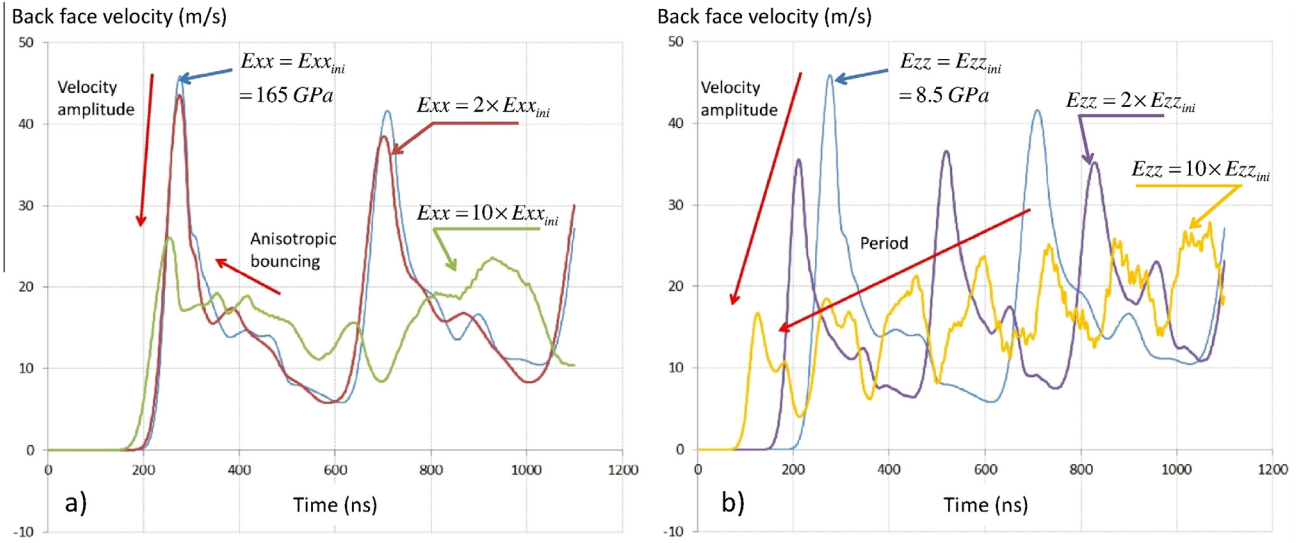 Back face velocity (m/s)
50
40
30
20
10
0
-10
0
200
400
600
800
1000
1200
Velocity
amplitude
Exx = Exx_ini
= 165 GPa
Exx = 2 × Exx_ini
Exx = 10 × Exx_ini
Anisotropic
bouncing
a)
Time (ns)
Back face velocity (m/s)
50
40
30
20
10
0
-10
0
200
400
600
800
1000
1200
Velocity
amplitude
Ezz = Ezz_ini
= 8.5 GPa
Ezz = 2 × Ezz_ini
Ezz = 10 × Ezz_ini
Period
b)
Time (ns)